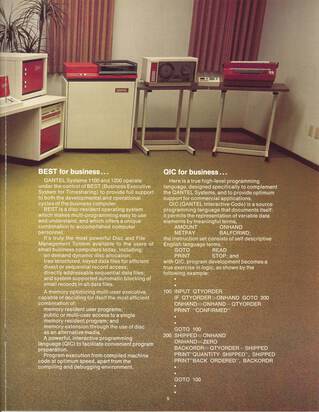 QANTEL
BEST for business...
QANTEL Systems 1100 and 1200 operate
under the control of BEST (Business Executive
System for Timesharing) to provide full support
to both the developmental and operational
cycles of the business computer.
BEST is a disc resident operating system
which makes multi-programming easy to use
and understand, and which offers a unique
combination to accomplished computer
personnel:
It's truly the most powerful Disc and File
Management System available to the users of
small business computers today, including:
an demand dynamic disc allocation;
tree structured, keyed data files for efficient
direct or sequential record access;
directly addressable sequential data files;
and system supported automatic blocking of
small records in all data files.
A memory optimizing multi-user executive,
capable of deciding for itself the most efficient
combination of:
memory resident user programs;
public or multi-user access to a single
memory resident program; and
memory extension through the use of disc
as an alternative media.
A powerful, interactive programming
language (QIC) to facilitate convenient program
preparation.
Program execution from compiled machine
code at optimum speed, apart from the
compiling and debugging environment.
QIC for business...
Here is a true high-level programming
language, designed specifically to complement
the QANTEL Systems, and to provide optimum
support for commercial applications.
QIC (QANTEL Interactive Code) is a source
level programming language that documents itself.
It permits the representation of variable data
elements by meaningful terms,
AMOUNT ONHAND
METPAY BALFORWD
the instruction set consists of self descriptive
English language terms,
GOTO READ
PRINT STOP; and
with QIC, program development becomes a
true exercise in logic, as shown by the
following example:
100 INPUT QTYORDER
IF QTYORDER>ONHAND GOTO 200
ONHAND=ONHAND-QTYORDER
PRINT "CONFIRMED"
GOTO 100
200 SHIPPED=ONHAND
ONHAND=ZERO
BACKORDR=QTYORDER-SHIPPED
PRINT "QUANTITY SHIPPED", SHIPPED
PRINT "BACK ORDERED", BACKORDR
GOTO 100
5